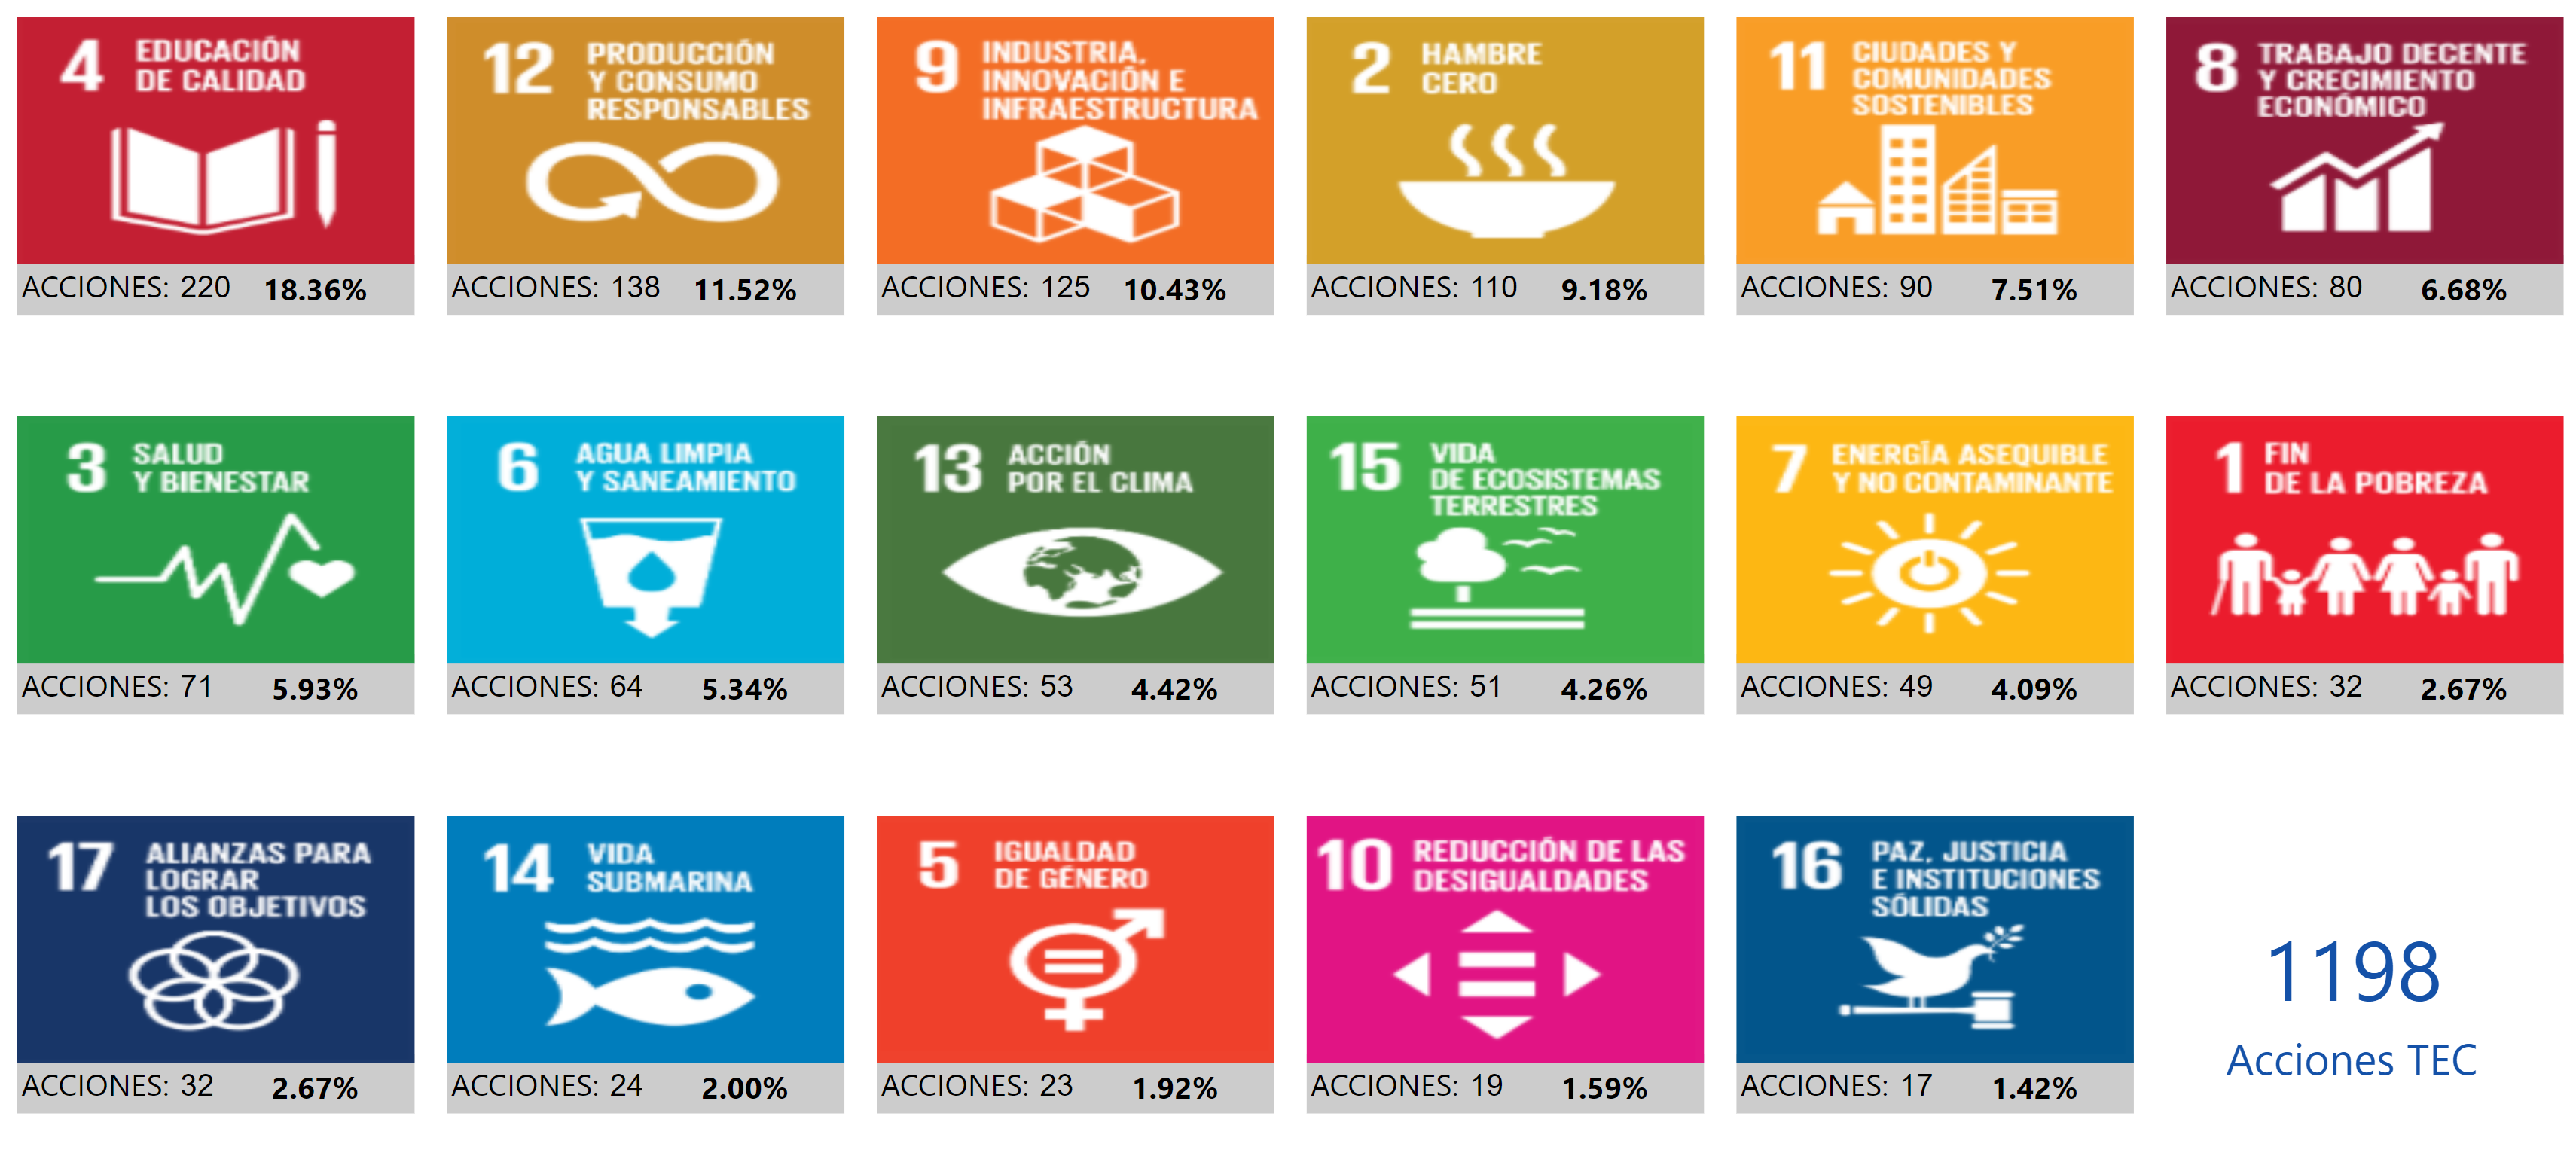 4 EDUCACIÓN
DE CALIDAD
ACCIONES: 220 18.36%
12 PRODUCCIÓN
Y CONSUMO
RESPONSABLES
ACCIONES: 138 11.52%
9 INDUSTRIA,
INNOVACIÓN E
INFRAESTRUCTURA
ACCIONES: 125 10.43%
2 HAMBRE
CERO
ACCIONES: 110 9.18%
11 CIUDADES Y
COMUNIDADES
SOSTENIBLES
ACCIONES: 90 7.51%
8 TRABAJO DECENTE
Y CRECIMIENTO
ECONÓMICO
ACCIONES: 80 6.68%
3 SALUD
Y BIENESTAR
ACCIONES: 71 5.93%
6 AGUA LIMPIA
Y SANEAMIENTO
ACCIONES: 64 5.34%
13 ACCIÓN
POR EL CLIMA
ACCIONES: 53 4.42%
15 VIDA
DE ECOSISTEMAS
TERRESTRES
ACCIONES: 51 4.26%
7 ENERGÍA ASEQUIBLE
Y NO CONTAMINANTE
ACCIONES: 49 4.09%
1 FIN
DE LA POBREZA
ACCIONES: 32 2.67%
17 ALIANZAS PARA
LOGRAR
LOS OBJETIVOS
ACCIONES: 32 2.67%
14 VIDA
SUBMARINA
ACCIONES: 24 2.00%
5 IGUALDAD
DE GÉNERO
ACCIONES: 23 1.92%
10 REDUCCIÓN DE LAS
DESIGUALDADES
ACCIONES: 19 1.59%
16 PAZ, JUSTICIA
E INSTITUCIONES
SÓLIDAS
ACCIONES: 17 1.42%
1198
Acciones TEC